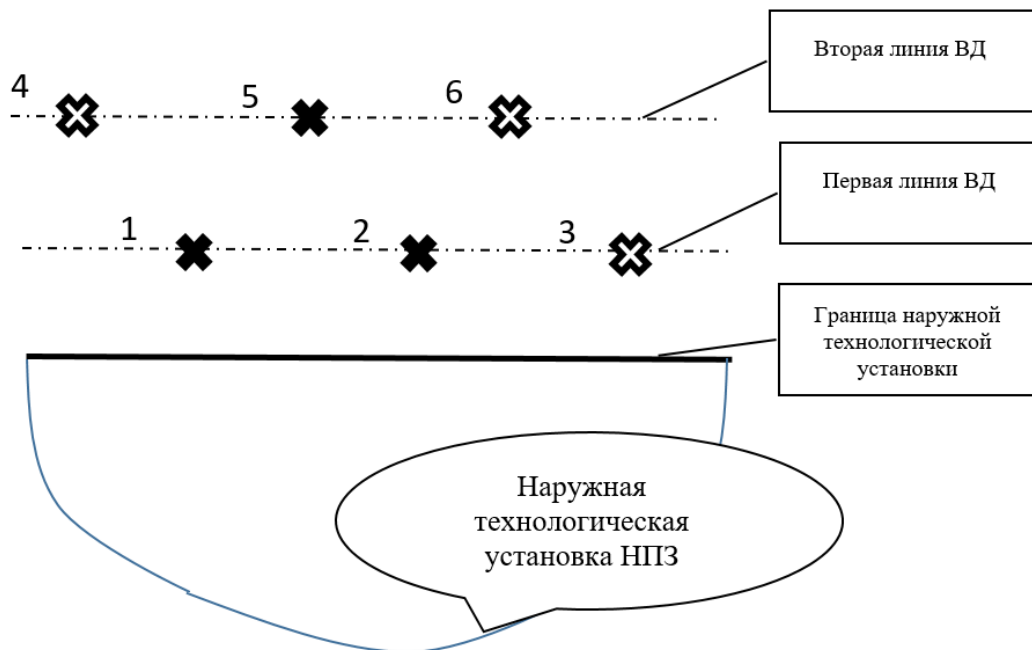 Вторая линия ВД
4
5
6
Первая линия ВД
1
2
3
Граница наружной
технологической
установки
Наружная
технологическая
установка НПЗ